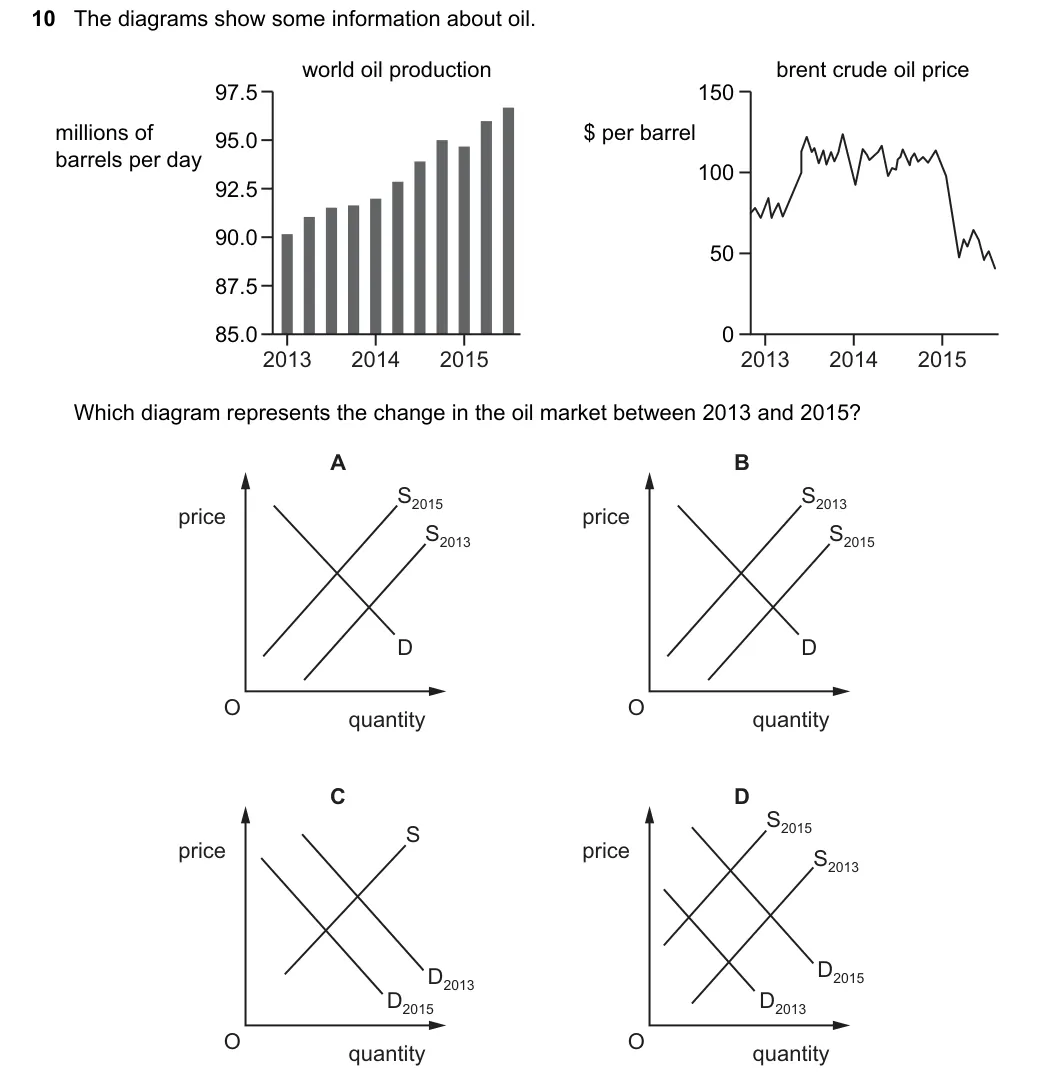 10 The diagrams show some information about oil.
world oil production
millions of
barrels per day
97.5
95.0
92.5
90.0
87.5
85.0
2013 2014 2015
brent crude oil price
$ per barrel
150
100
50
0
2013 2014 2015
Which diagram represents the change in the oil market between 2013 and 2015?
A
price
S2015
S2013
D
O
quantity
B
price
S2013
S2015
D
O
quantity
C
price
S
D2013
D2015
O
quantity
D
price
S2015
S2013
D2015
D2013
O
quantity